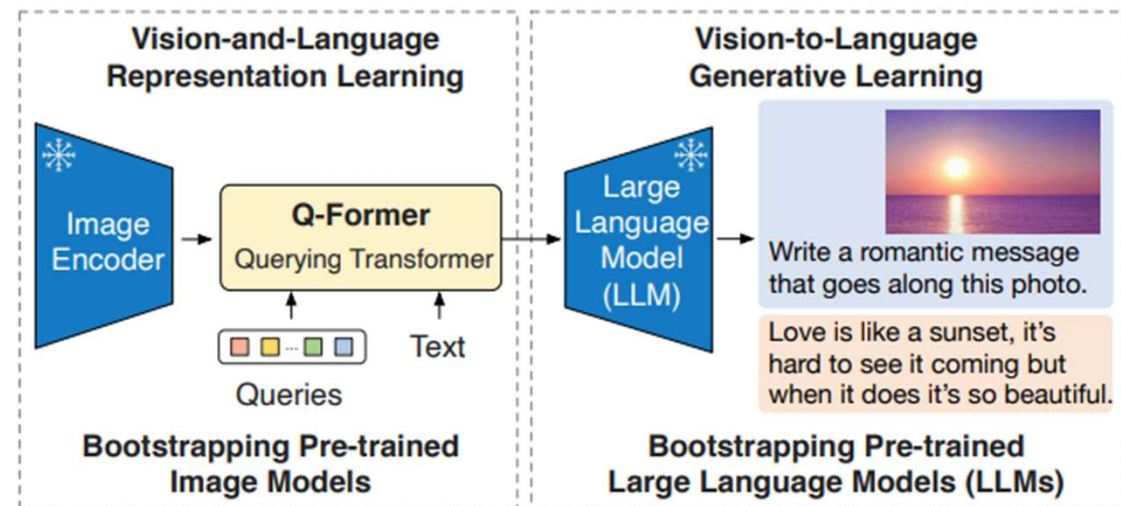 Vision-and-Language
Representation Learning
Image
Encoder
Q-Former
Querying Transformer
...
Queries
Text
Bootstrapping Pre-trained
Image Models
Vision-to-Language
Generative Learning
Large
Language
Model
(LLM)
Write a romantic message
that goes along this photo.
Love is like a sunset, it's
hard to see it coming but
when it does it's so beautiful.
Bootstrapping Pre-trained
Large Language Models (LLMs)